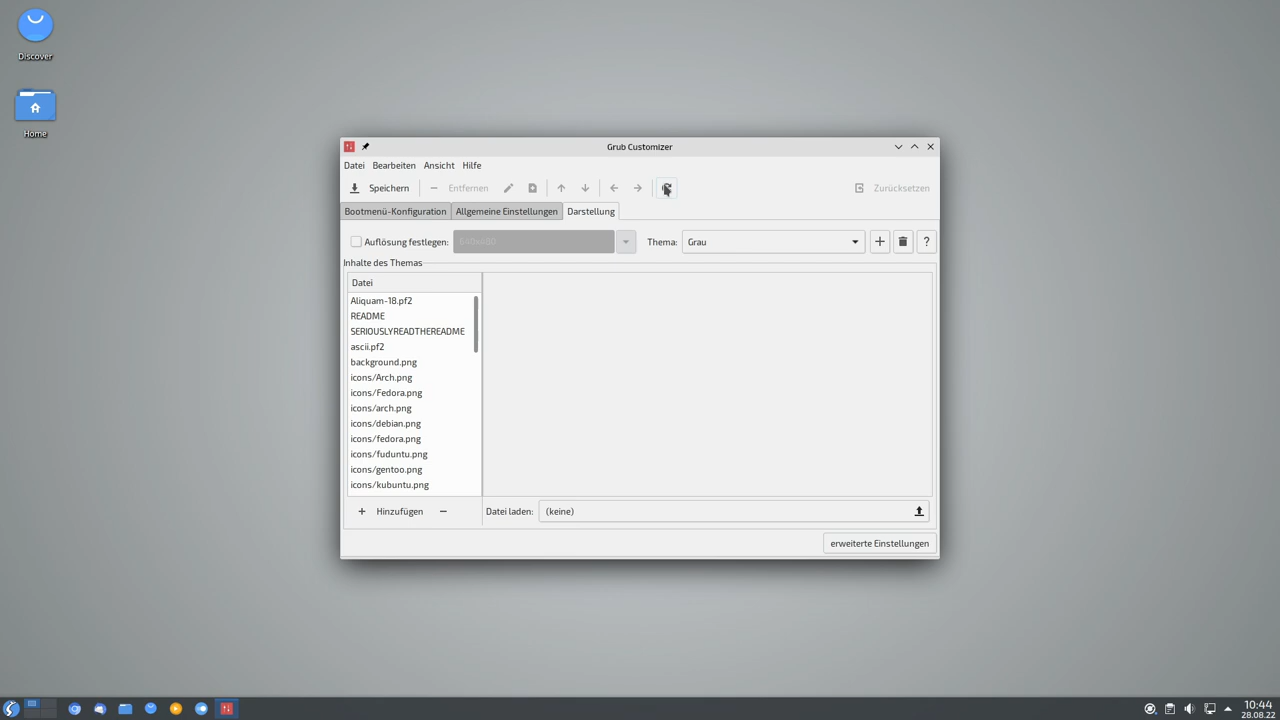 Discover
Home
Grub Customizer
Datei Bearbeiten Ansicht Hilfe
Speichern Entfernen Zurücksetzen
Bootmenü-Konfiguration Allgemeine Einstellungen Darstellung
Auflösung festlegen: 640x480 Thema: Grau ?
Inhalte des Themas
Datei
Aliquam-18.pf2
README
SERIOUSLYREADTHEREADME
ascii.pf2
background.png
icons/Arch.png
icons/Fedora.png
icons/arch.png
icons/debian.png
icons/fedora.png
icons/fuduntu.png
icons/gentoo.png
icons/kubuntu.png
Hinzufügen Datei laden: (keine)
erweiterte Einstellungen
10:44
28.08.22